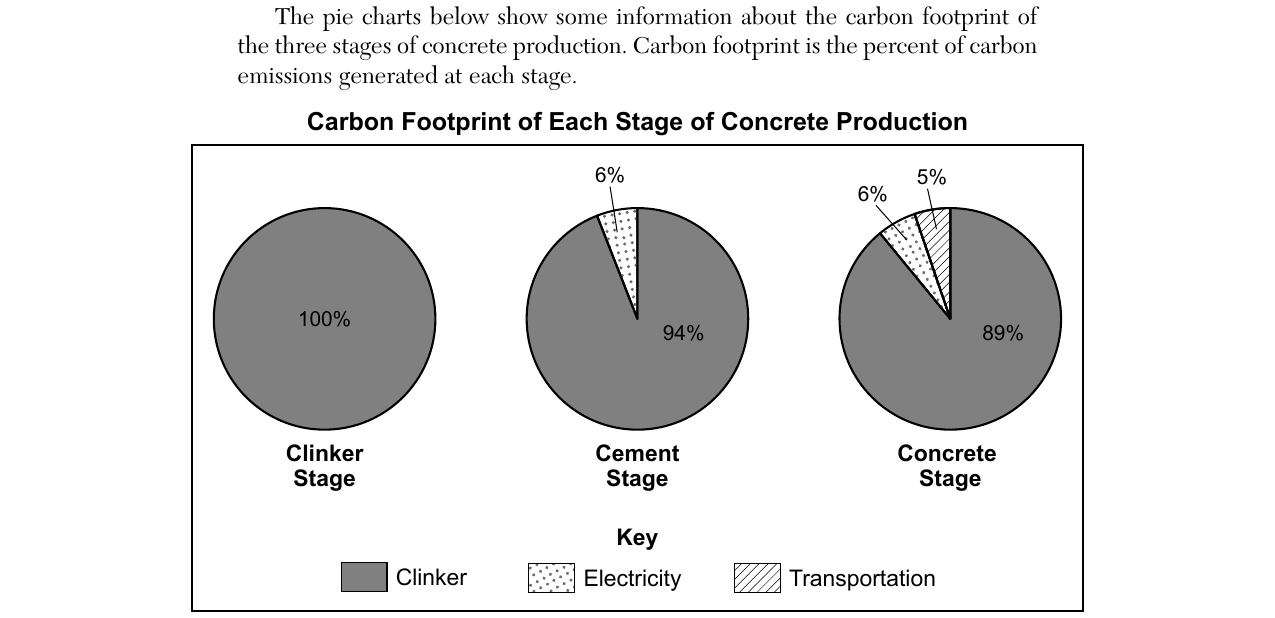 The pie charts below show some information about the carbon footprint of
the three stages of concrete production. Carbon footprint is the percent of carbon
emissions generated at each stage.
Carbon Footprint of Each Stage of Concrete Production
100%
Clinker
Stage
6%
94%
Cement
Stage
6%
5%
89%
Concrete
Stage
Key
Clinker
Electricity
Transportation